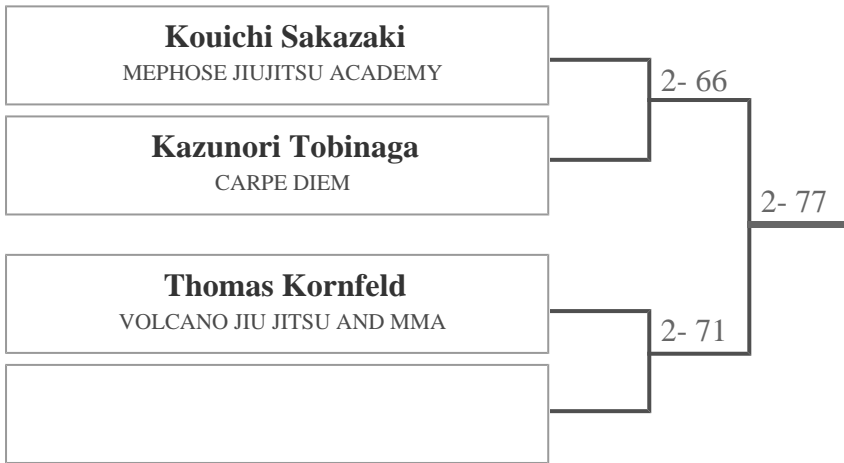 Kouichi Sakazaki
MEPHOSE JIUJITSU ACADEMY
2- 66
Kazunori Tobinaga
CARPE DIEM
2- 77
Thomas Kornfeld
VOLCANO JIU JITSU AND MMA
2- 71